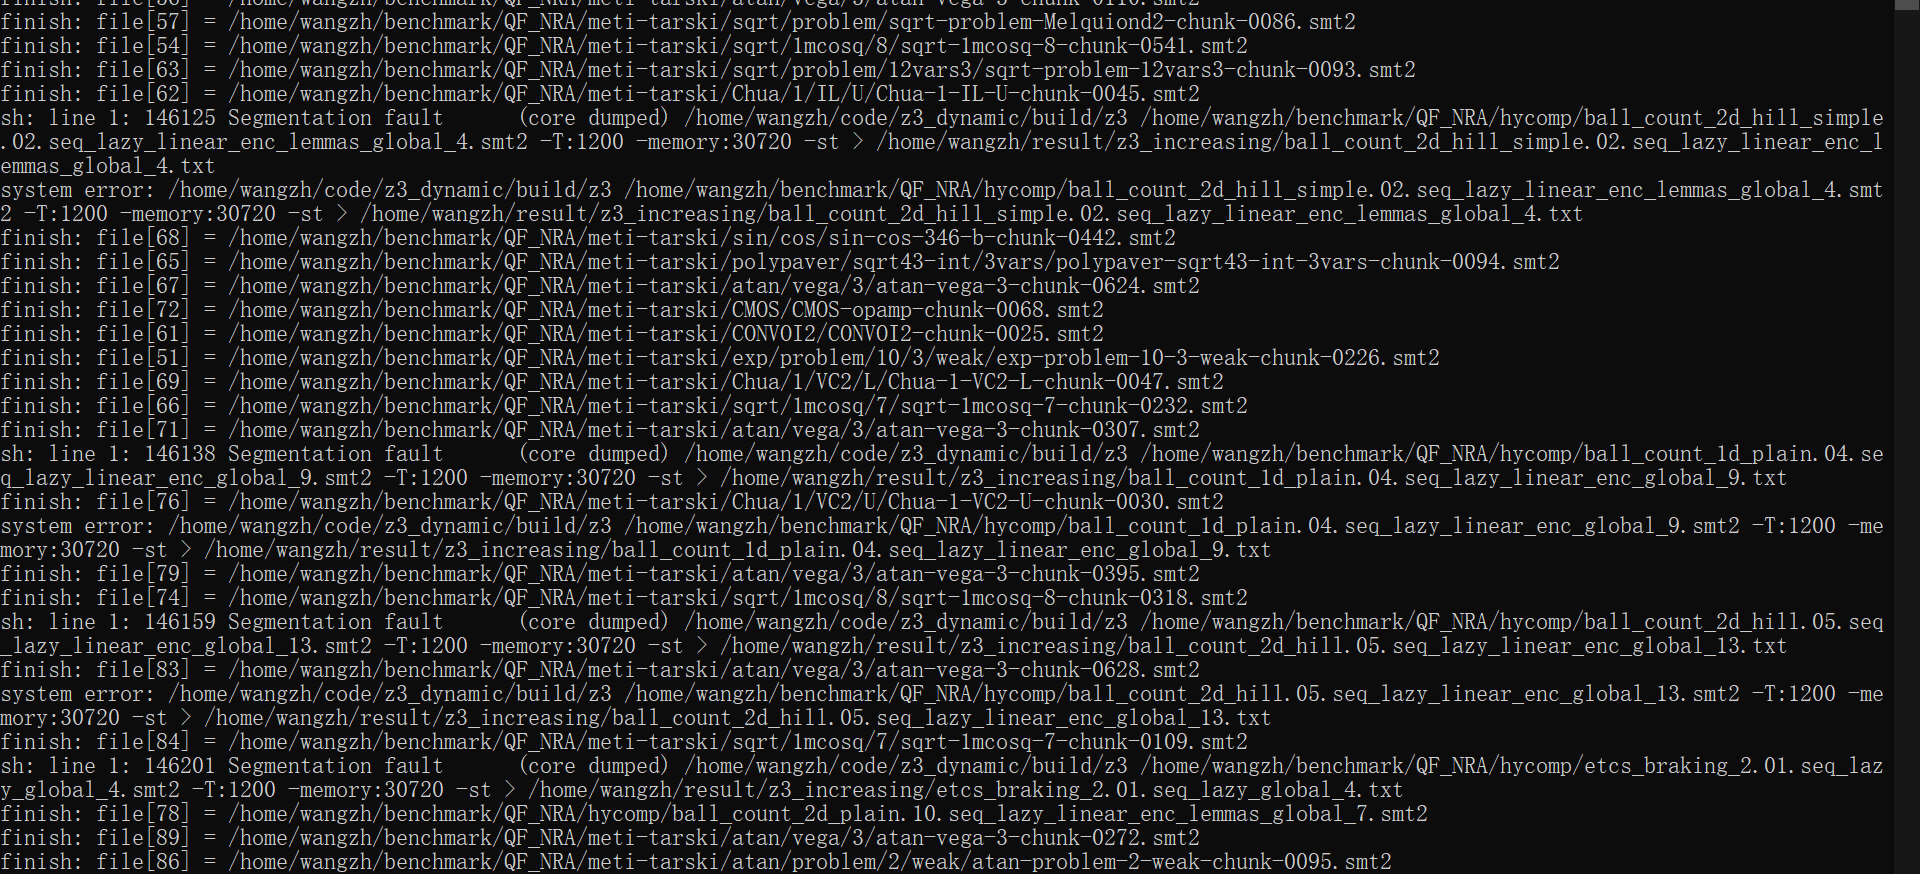 finish: file[57] = /home/wangzh/benchmark/QF_NRA/meti-tarski/sqrt/problem/sqrt-problem-Melquiond2-chunk-0086.smt2
finish: file[54] = /home/wangzh/benchmark/QF_NRA/meti-tarski/sqrt/1mcosq/8/sqrt-1mcosq-8-chunk-0541.smt2
finish: file[63] = /home/wangzh/benchmark/QF_NRA/meti-tarski/sqrt/problem/12vars3/sqrt-problem-12vars3-chunk-0093.smt2
finish: file[62] = /home/wangzh/benchmark/QF_NRA/meti-tarski/Chua/1/IL/U/Chua-1-IL-U-chunk-0045.smt2
sh: line 1: 146125 Segmentation fault      (core dumped) /home/wangzh/code/z3_dynamic/build/z3 /home/wangzh/benchmark/QF_NRA/hycomp/ball_count_2d_hill_simple
.02.seq_lazy_linear_enc_lemmas_global_4.smt2 -T:1200 -memory:30720 -st > /home/wangzh/result/z3_increasing/ball_count_2d_hill_simple.02.seq_lazy_linear_enc_l
emmas_global_4.txt
system error: /home/wangzh/code/z3_dynamic/build/z3 /home/wangzh/benchmark/QF_NRA/hycomp/ball_count_2d_hill_simple.02.seq_lazy_linear_enc_lemmas_global_4.smt
2 -T:1200 -memory:30720 -st > /home/wangzh/result/z3_increasing/ball_count_2d_hill_simple.02.seq_lazy_linear_enc_lemmas_global_4.txt
finish: file[68] = /home/wangzh/benchmark/QF_NRA/meti-tarski/sin/cos/sin-cos-346-b-chunk-0442.smt2
finish: file[65] = /home/wangzh/benchmark/QF_NRA/meti-tarski/polypaver/sqrt43-int/3vars/polypaver-sqrt43-int-3vars-chunk-0094.smt2
finish: file[67] = /home/wangzh/benchmark/QF_NRA/meti-tarski/atan/vega/3/atan-vega-3-chunk-0624.smt2
finish: file[72] = /home/wangzh/benchmark/QF_NRA/meti-tarski/CMOS/CMOS-opamp-chunk-0068.smt2
finish: file[61] = /home/wangzh/benchmark/QF_NRA/meti-tarski/CONVOI2/CONVOI2-chunk-0025.smt2
finish: file[51] = /home/wangzh/benchmark/QF_NRA/meti-tarski/exp/problem/10/3/weak/exp-problem-10-3-weak-chunk-0226.smt2
finish: file[69] = /home/wangzh/benchmark/QF_NRA/meti-tarski/Chua/1/VC2/L/Chua-1-VC2-L-chunk-0047.smt2
finish: file[66] = /home/wangzh/benchmark/QF_NRA/meti-tarski/sqrt/1mcosq/7/sqrt-1mcosq-7-chunk-0232.smt2
finish: file[71] = /home/wangzh/benchmark/QF_NRA/meti-tarski/atan/vega/3/atan-vega-3-chunk-0307.smt2
sh: line 1: 146138 Segmentation fault      (core dumped) /home/wangzh/code/z3_dynamic/build/z3 /home/wangzh/benchmark/QF_NRA/hycomp/ball_count_1d_plain.04.se
q_lazy_linear_enc_global_9.smt2 -T:1200 -memory:30720 -st > /home/wangzh/result/z3_increasing/ball_count_1d_plain.04.seq_lazy_linear_enc_global_9.txt
finish: file[76] = /home/wangzh/benchmark/QF_NRA/meti-tarski/Chua/1/VC2/U/Chua-1-VC2-U-chunk-0030.smt2
system error: /home/wangzh/code/z3_dynamic/build/z3 /home/wangzh/benchmark/QF_NRA/hycomp/ball_count_1d_plain.04.seq_lazy_linear_enc_global_9.smt2 -T:1200 -me
mory:30720 -st > /home/wangzh/result/z3_increasing/ball_count_1d_plain.04.seq_lazy_linear_enc_global_9.txt
finish: file[79] = /home/wangzh/benchmark/QF_NRA/meti-tarski/atan/vega/3/atan-vega-3-chunk-0395.smt2
finish: file[74] = /home/wangzh/benchmark/QF_NRA/meti-tarski/sqrt/1mcosq/8/sqrt-1mcosq-8-chunk-0318.smt2
sh: line 1: 146159 Segmentation fault      (core dumped) /home/wangzh/code/z3_dynamic/build/z3 /home/wangzh/benchmark/QF_NRA/hycomp/ball_count_2d_hill.05.seq
_lazy_linear_enc_global_13.smt2 -T:1200 -memory:30720 -st > /home/wangzh/result/z3_increasing/ball_count_2d_hill.05.seq_lazy_linear_enc_global_13.txt
finish: file[83] = /home/wangzh/benchmark/QF_NRA/meti-tarski/atan/vega/3/atan-vega-3-chunk-0628.smt2
system error: /home/wangzh/code/z3_dynamic/build/z3 /home/wangzh/benchmark/QF_NRA/hycomp/ball_count_2d_hill.05.seq_lazy_linear_enc_global_13.smt2 -T:1200 -me
mory:30720 -st > /home/wangzh/result/z3_increasing/ball_count_2d_hill.05.seq_lazy_linear_enc_global_13.txt
finish: file[84] = /home/wangzh/benchmark/QF_NRA/meti-tarski/sqrt/1mcosq/7/sqrt-1mcosq-7-chunk-0109.smt2
sh: line 1: 146201 Segmentation fault      (core dumped) /home/wangzh/code/z3_dynamic/build/z3 /home/wangzh/benchmark/QF_NRA/hycomp/etcs_braking_2.01.seq_laz
y_global_4.smt2 -T:1200 -memory:30720 -st > /home/wangzh/result/z3_increasing/etcs_braking_2.01.seq_lazy_global_4.txt
finish: file[78] = /home/wangzh/benchmark/QF_NRA/hycomp/ball_count_2d_plain.10.seq_lazy_linear_enc_lemmas_global_7.smt2
finish: file[89] = /home/wangzh/benchmark/QF_NRA/meti-tarski/atan/vega/3/atan-vega-3-chunk-0272.smt2
finish: file[86] = /home/wangzh/benchmark/QF_NRA/meti-tarski/atan/problem/2/weak/atan-problem-2-weak-chunk-0095.smt2